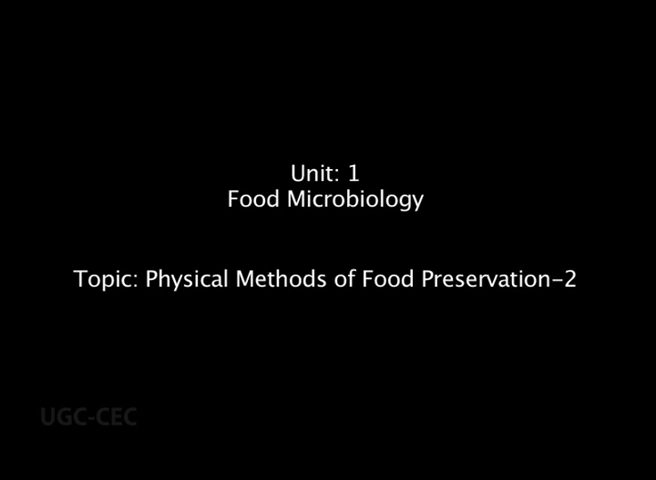 Unit: 1
Food Microbiology
Topic: Physical Methods of Food Preservation-2
UGC-CEC